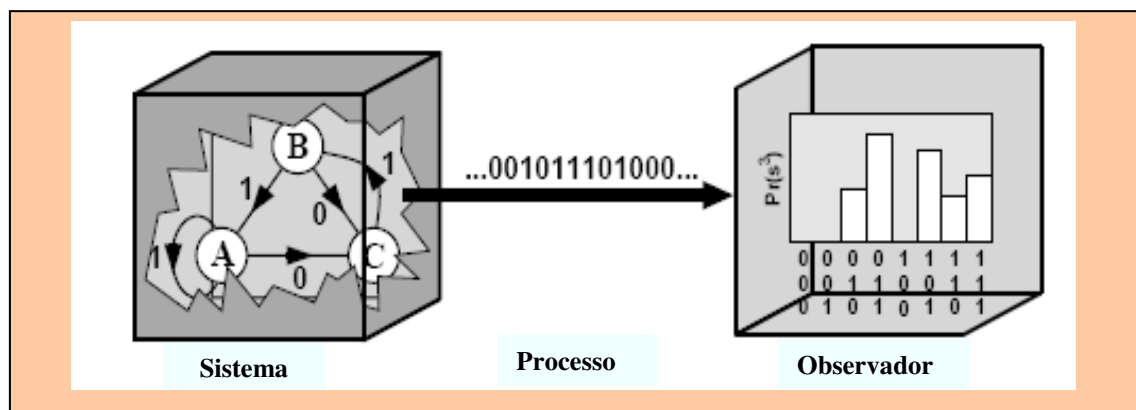 B
1
1
0
1
A
0
C
...001011101000...
Pr(s³)
0 0 0 0 1 1 1 1
0 0 1 1 0 0 1 1
0 1 0 1 0 1 0 1
Sistema
Processo
Observador